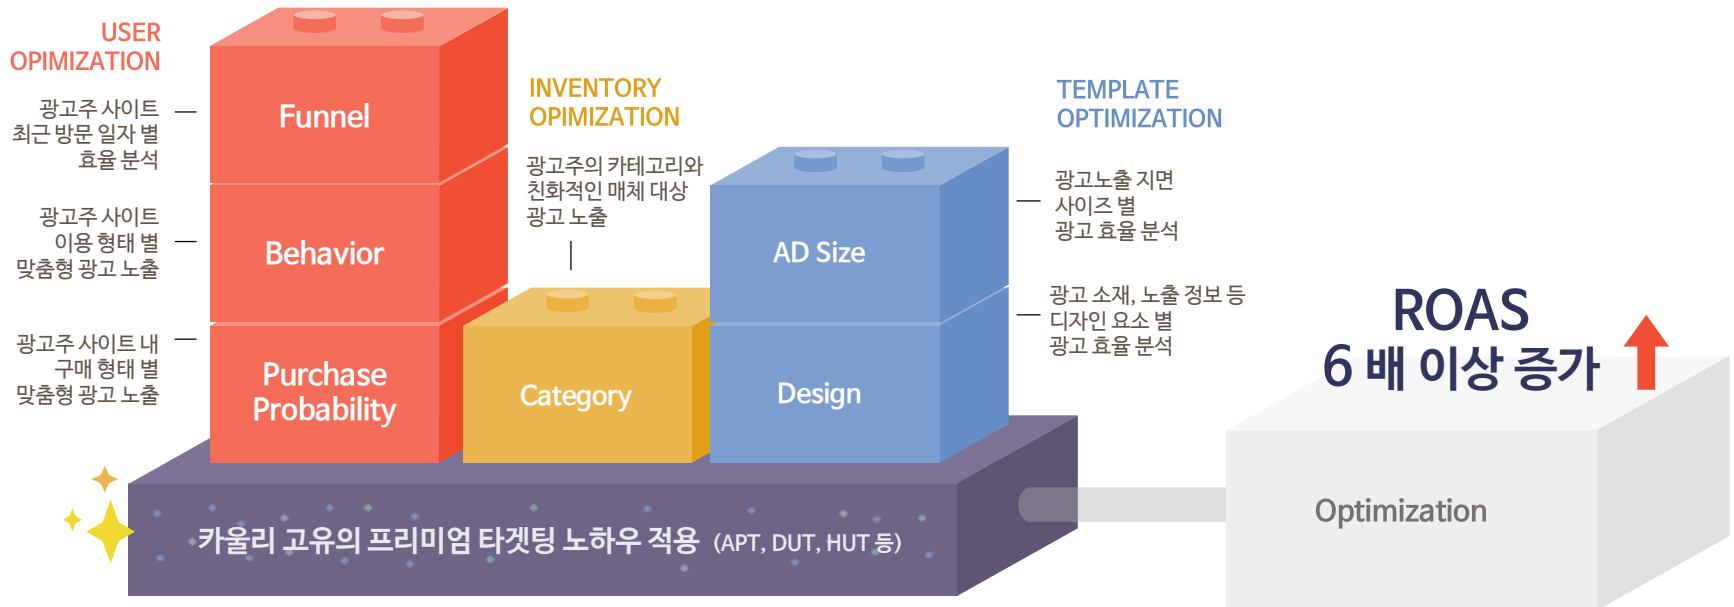 USER
OPIMIZATION
광고주 사이트
최근 방문 일자 별
효율 분석
광고주 사이트
이용 형태 별
맞춤형 광고 노출
광고주 사이트 내
구매 형태 별
맞춤형 광고 노출
Funnel
Behavior
Purchase
Probability
INVENTORY
OPIMIZATION
광고주의 카테고리와
친화적인 매체 대상
광고 노출
Category
TEMPLATE
OPTIMIZATION
광고노출 지면
사이즈 별
광고 효율 분석
광고 소재, 노출 정보 등
디자인 요소 별
광고 효율 분석
AD Size
Design
카울리 고유의 프리미엄 타겟팅 노하우 적용 (APT, DUT, HUT 등)
ROAS
6 배 이상 증가
Optimization